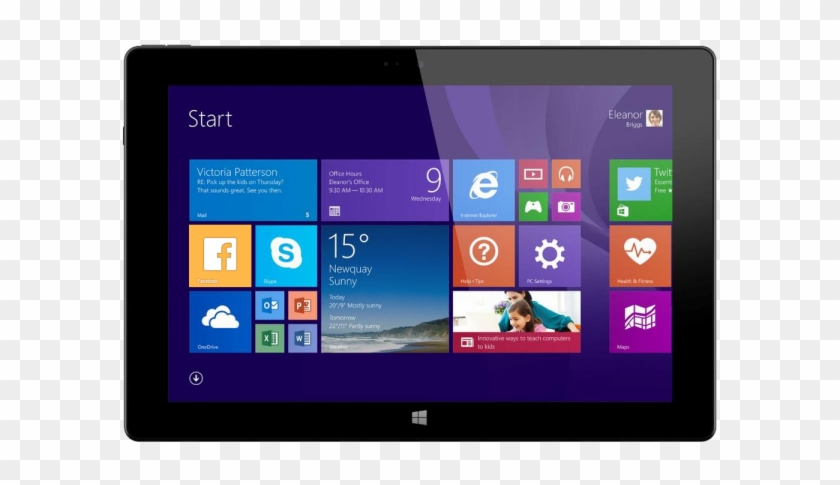 Start
Eleanor
Briggs
Victoria Patterson
RE: Pick up the kids on Thursday?
That sounds great. See you then.
Mail
5
Office Hours
Eleanor's Office
9:30 AM — 10:30 AM
9
Wednesday
Internet Explorer
Twit
Essent
Free ★
Facebook
Skype
15°
Newquay
Sunny
Today
20°/9° Mostly sunny
Tomorrow
22°/11° Partly sunny
Weather
Help+Tips
PC Settings
Health & Fitness
OneDrive
Innovative ways to teach computers
to kids
Maps